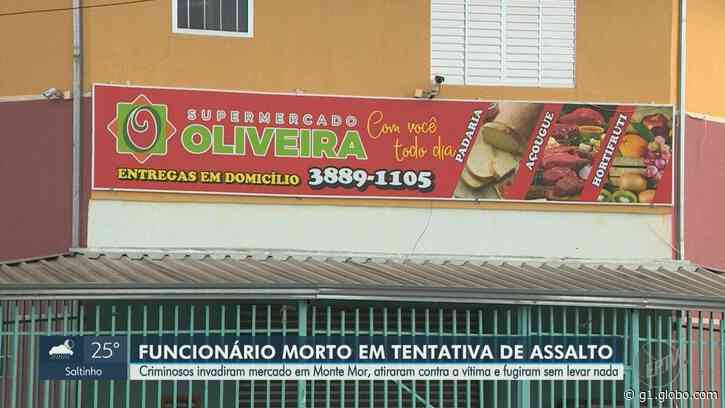 SUPERMERCADO
OLIVEIRA
Com você
todo dia
ENTREGAS EM DOMICÍLIO 3889-1105
PADARIA
AÇOUGUE
HORTIFRUTI
25°
Saltinho
FUNCIONÁRIO MORTO EM TENTATIVA DE ASSALTO
Criminosos invadiram mercado em Monte Mor, atiraram contra a vítima e fugiram sem levar nada
g1.globo.com